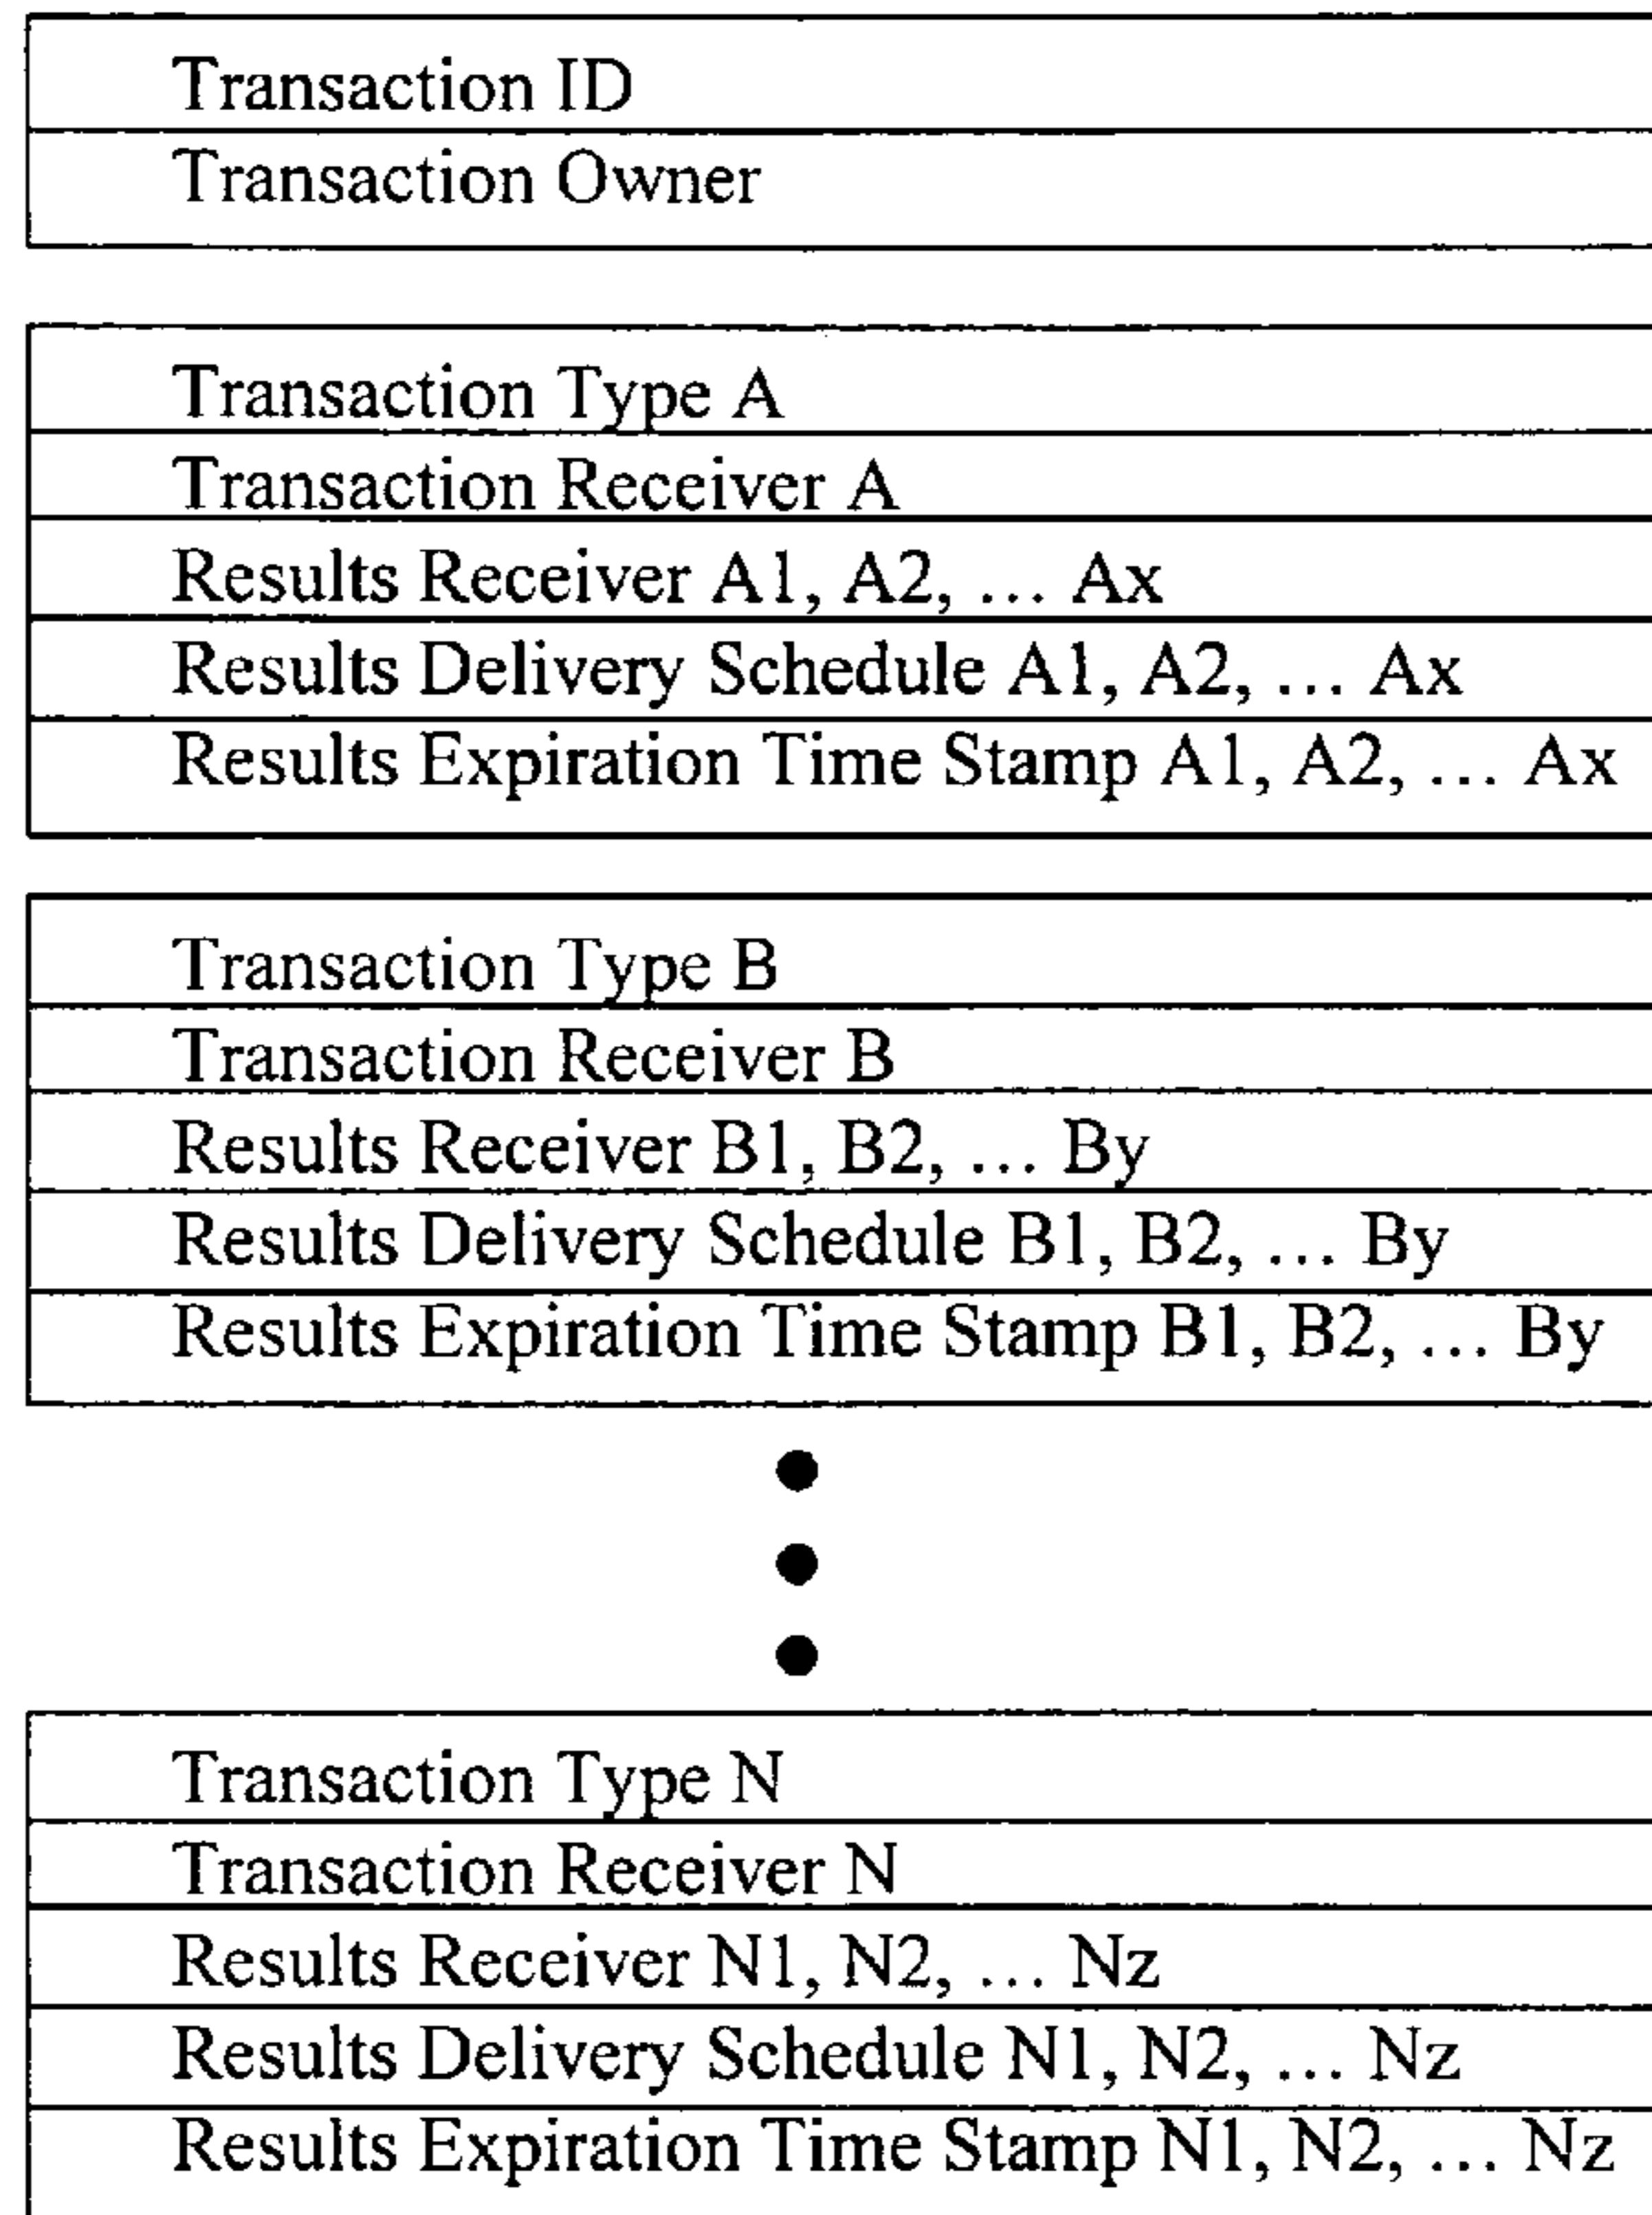 Transaction ID
Transaction Owner
Transaction Type A
Transaction Receiver A
Results Receiver A1, A2, ... Ax
Results Delivery Schedule A1, A2, ... Ax
Results Expiration Time Stamp A1, A2, ... Ax
Transaction Type B
Transaction Receiver B
Results Receiver B1, B2, ... By
Results Delivery Schedule B1, B2, ... By
Results Expiration Time Stamp B1, B2, ... By
Transaction Type N
Transaction Receiver N
Results Receiver N1, N2, ... Nz
Results Delivery Schedule N1, N2, ... Nz
Results Expiration Time Stamp N1, N2, ... Nz